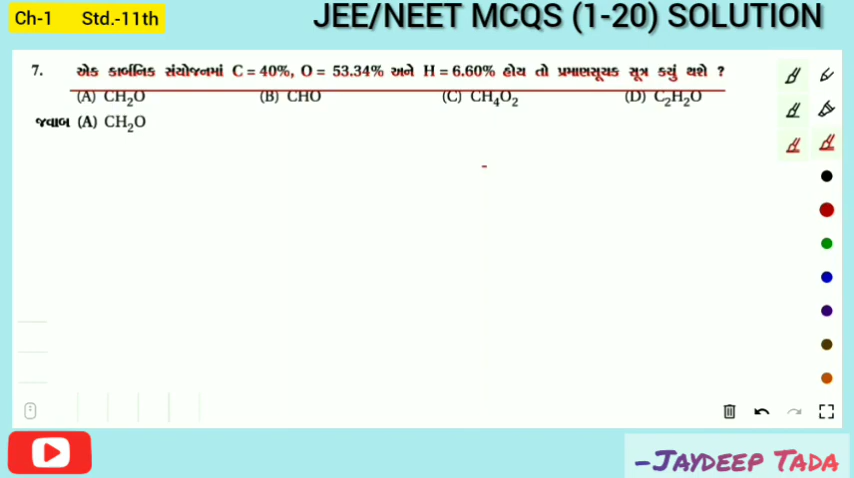 Ch-1 Std.-11th
JEE/NEET MCQS (1-20) SOLUTION
7. એક કાર્બનિક સંયોજનમાં C = 40%, O = 53.34% અને H = 6.60% હોય તો પ્રમાણસૂચક સૂત્ર કયું થશે ?
(A) CH₂O (B) CHO (C) CH₄O₂ (D) C₂H₂O
જવાબ (A) CH₂O
-JAYDEEP TADA